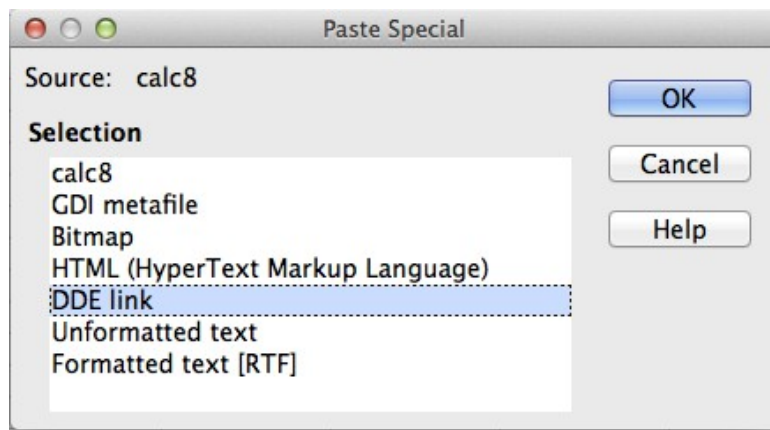 Paste Special
Source: calc8
OK
Selection
calc8
Cancel
GDI metafile
Bitmap
Help
HTML (HyperText Markup Language)
DDE link
Unformatted text
Formatted text [RTF]